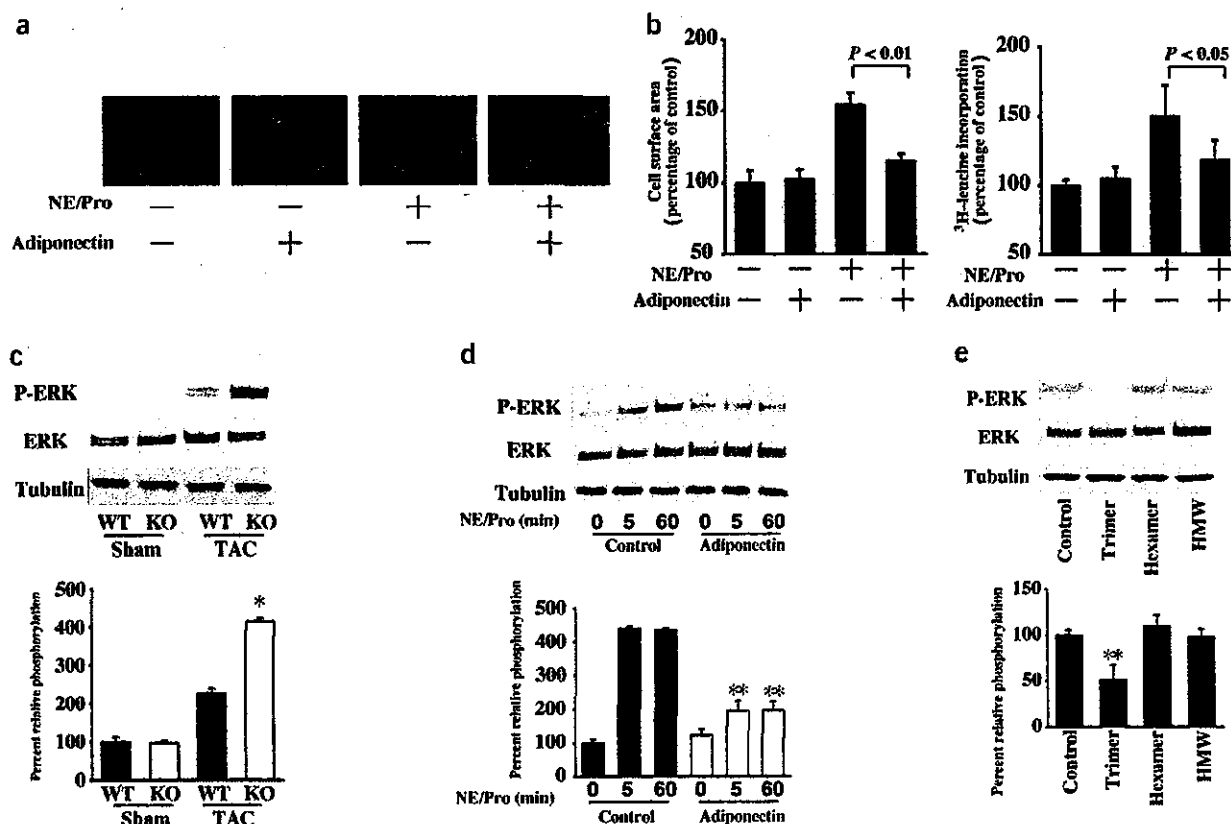 a
NE/Pro — — + +
Adiponectin — + — +
b
200
150
100
50
Cell surface area
(percentage of control)
P < 0.01
NE/Pro — — + +
Adiponectin — + — +
200
150
100
50
³H-leucine incorporation
(percentage of control)
P < 0.05
NE/Pro — — + +
Adiponectin — + — +
c
P-ERK
ERK
Tubulin
WT KO WT KO
Sham TAC
500
400
300
200
100
0
Percent relative phosphorylation
*
WT KO WT KO
Sham TAC
d
P-ERK
ERK
Tubulin
NE/Pro (min) 0 5 60 0 5 60
Control Adiponectin
500
400
300
200
100
0
Percent relative phosphorylation
** **
NE/Pro (min) 0 5 60 0 5 60
Control Adiponectin
e
P-ERK
ERK
Tubulin
Control Trimer Hexamer HMW
150
100
50
0
Percent relative phosphorylation
**
Control Trimer Hexamer HMW